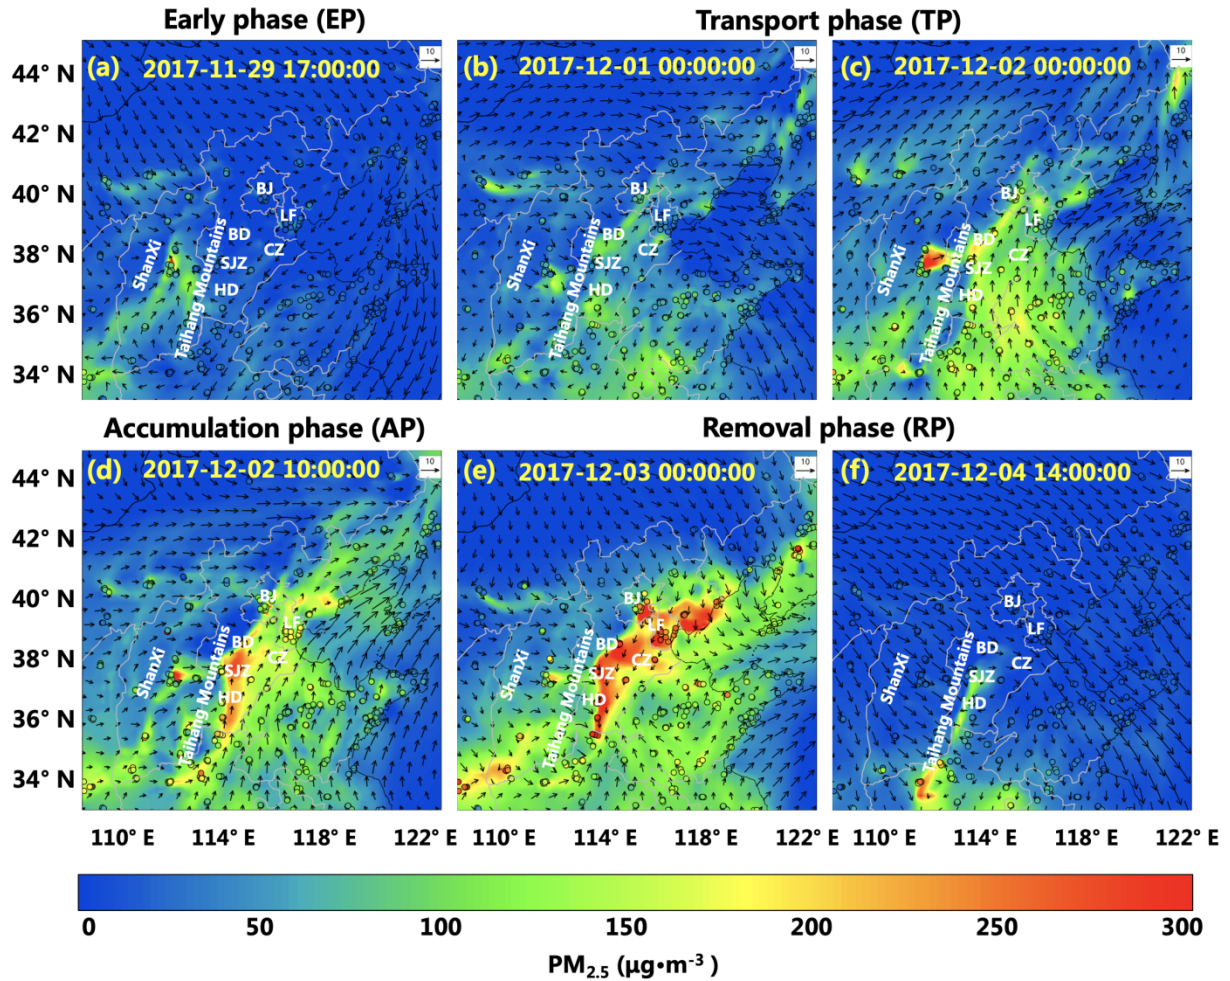 Early phase (EP)
Transport phase (TP)
(a) 2017-11-29 17:00:00
10
(b) 2017-12-01 00:00:00
10
(c) 2017-12-02 00:00:00
10
44° N
42° N
40° N
38° N
36° N
34° N
BJ
LF
BD
CZ
SJZ
HD
ShanXi
Taihang Mountains
BJ
LF
BD
CZ
SJZ
HD
ShanXi
Taihang Mountains
BJ
LF
BD
CZ
SJZ
HD
ShanXi
Taihang Mountains
Accumulation phase (AP)
Removal phase (RP)
(d) 2017-12-02 10:00:00
10
(e) 2017-12-03 00:00:00
10
(f) 2017-12-04 14:00:00
10
44° N
42° N
40° N
38° N
36° N
34° N
BJ
LF
BD
CZ
SJZ
HD
ShanXi
Taihang Mountains
BJ
LF
BD
CZ
SJZ
HD
ShanXi
Taihang Mountains
BJ
LF
BD
CZ
SJZ
HD
ShanXi
Taihang Mountains
110° E 114° E 118° E 122° E
110° E 114° E 118° E 122° E
110° E 114° E 118° E 122° E
0 50 100 150 200 250 300
PM2.5 (μg•m-3 )